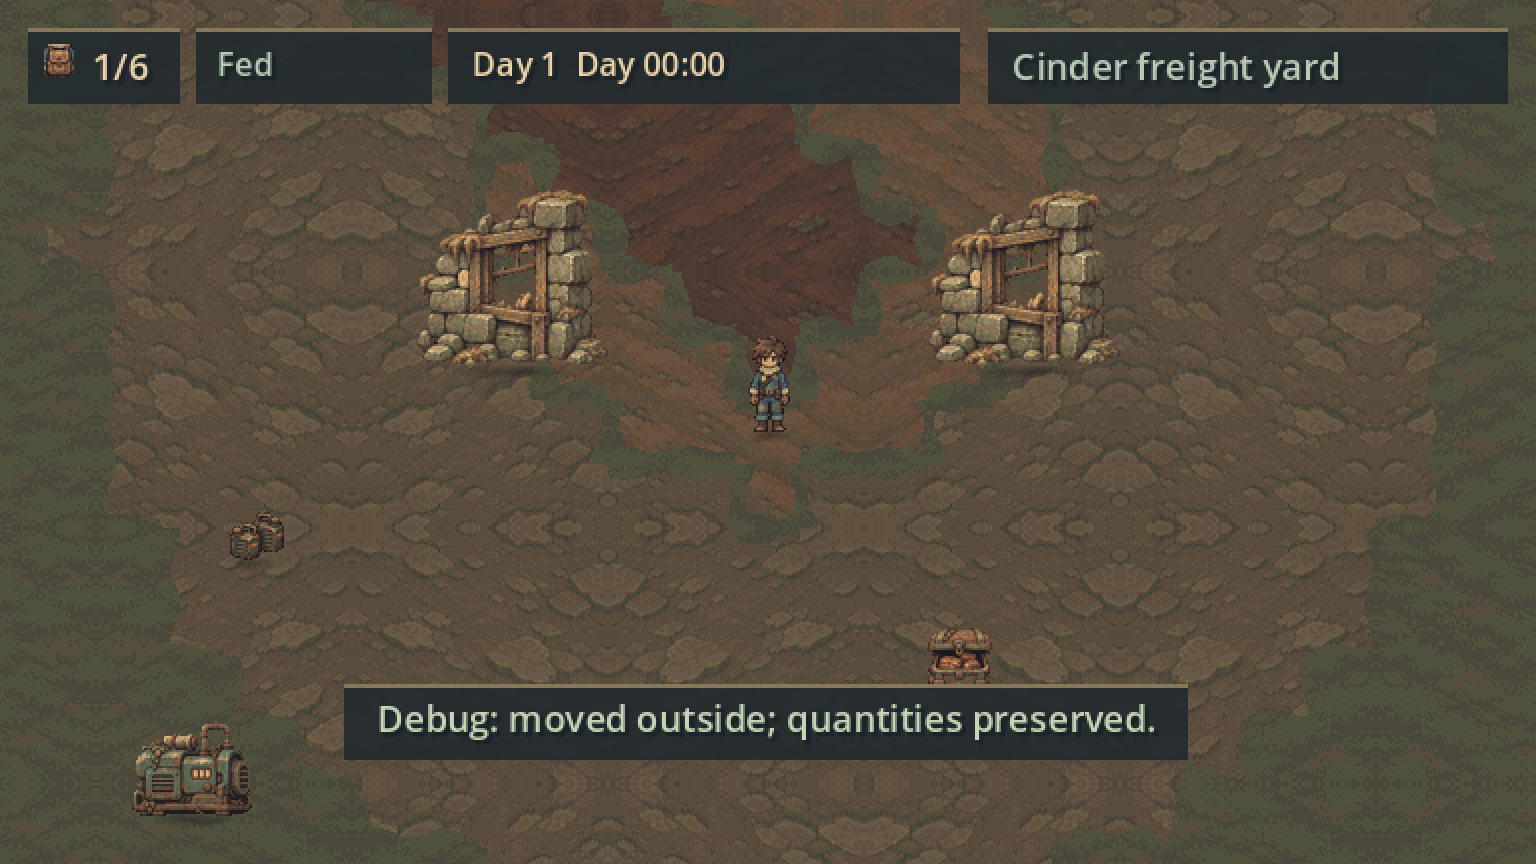 1/6
Fed
Day 1 Day 00:00
Cinder freight yard
Debug: moved outside; quantities preserved.